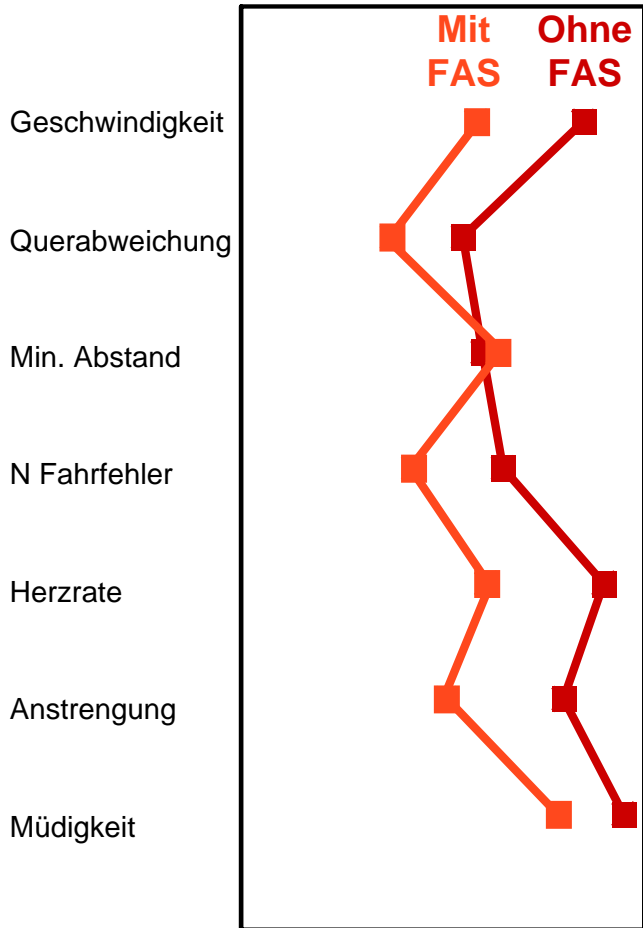 Mit Ohne
FAS FAS
Geschwindigkeit
Querabweichung
Min. Abstand
N Fahrfehler
Herzrate
Anstrengung
Müdigkeit